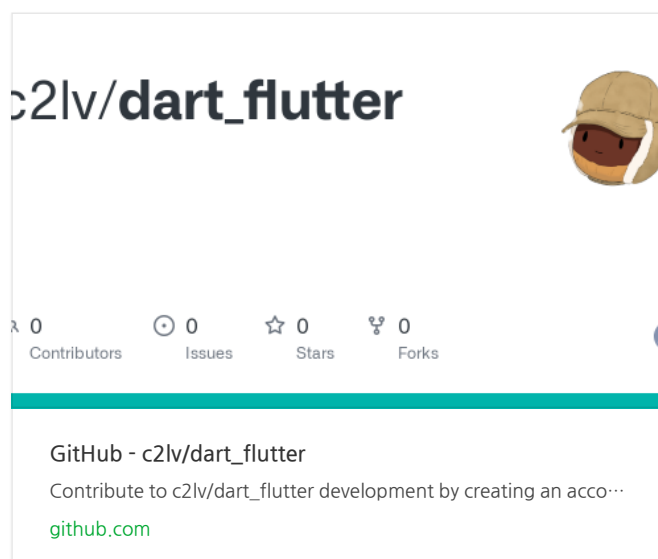 c2lv/dart_flutter
0 0 0 0
Contributors Issues Stars Forks
GitHub - c2lv/dart_flutter
Contribute to c2lv/dart_flutter development by creating an acco…
github.com